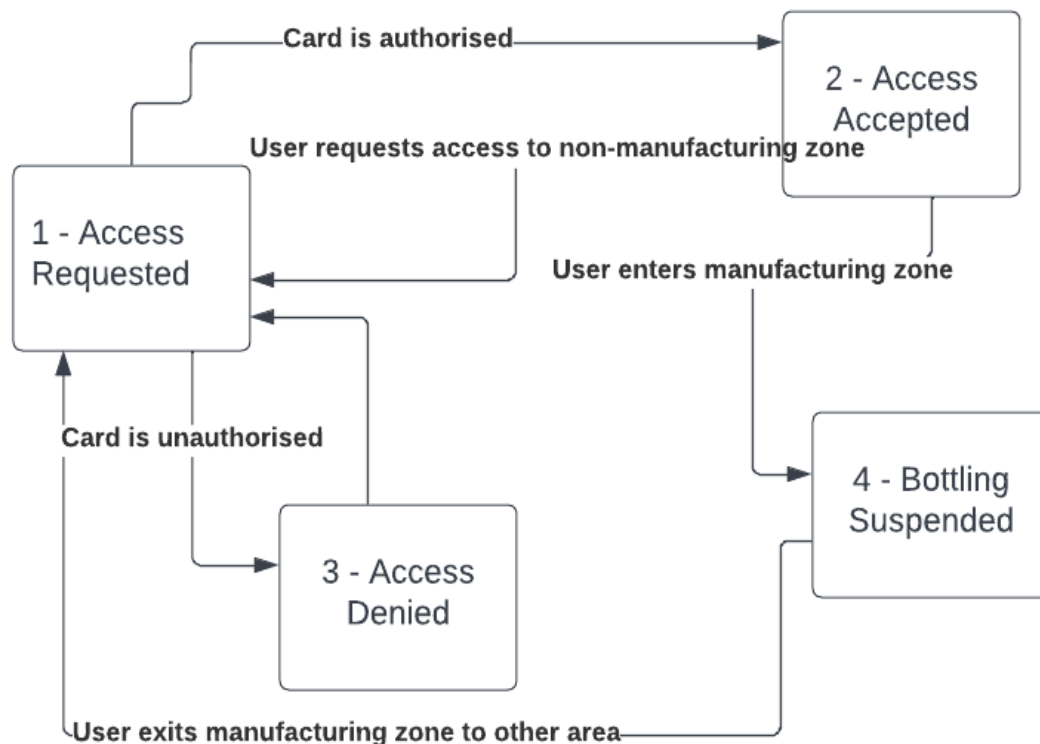 Card is authorised
2 - Access
Accepted
User requests access to non-manufacturing zone
1 - Access
Requested
User enters manufacturing zone
Card is unauthorised
4 - Bottling
Suspended
3 - Access
Denied
User exits manufacturing zone to other area